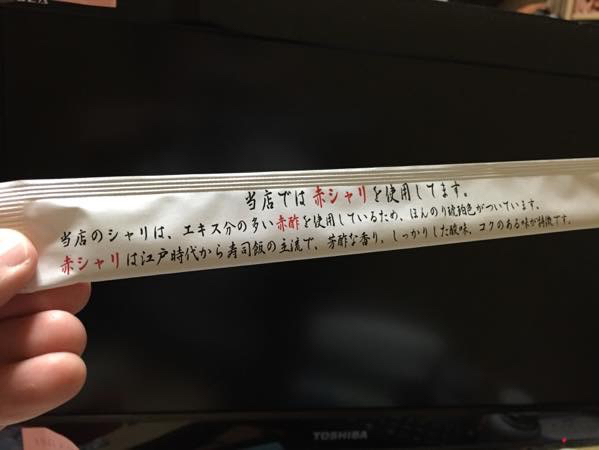 当店では 赤シャリを使用してます。
当店のシャリは、エキス分の多い赤酢を使用しているため、ほんのり琥珀色がついています。
赤シャリは江戸時代から寿司飯の主流で、芳酢な香り、しっかりした酸味、コクのある味が特徴です。
TOSHIBA